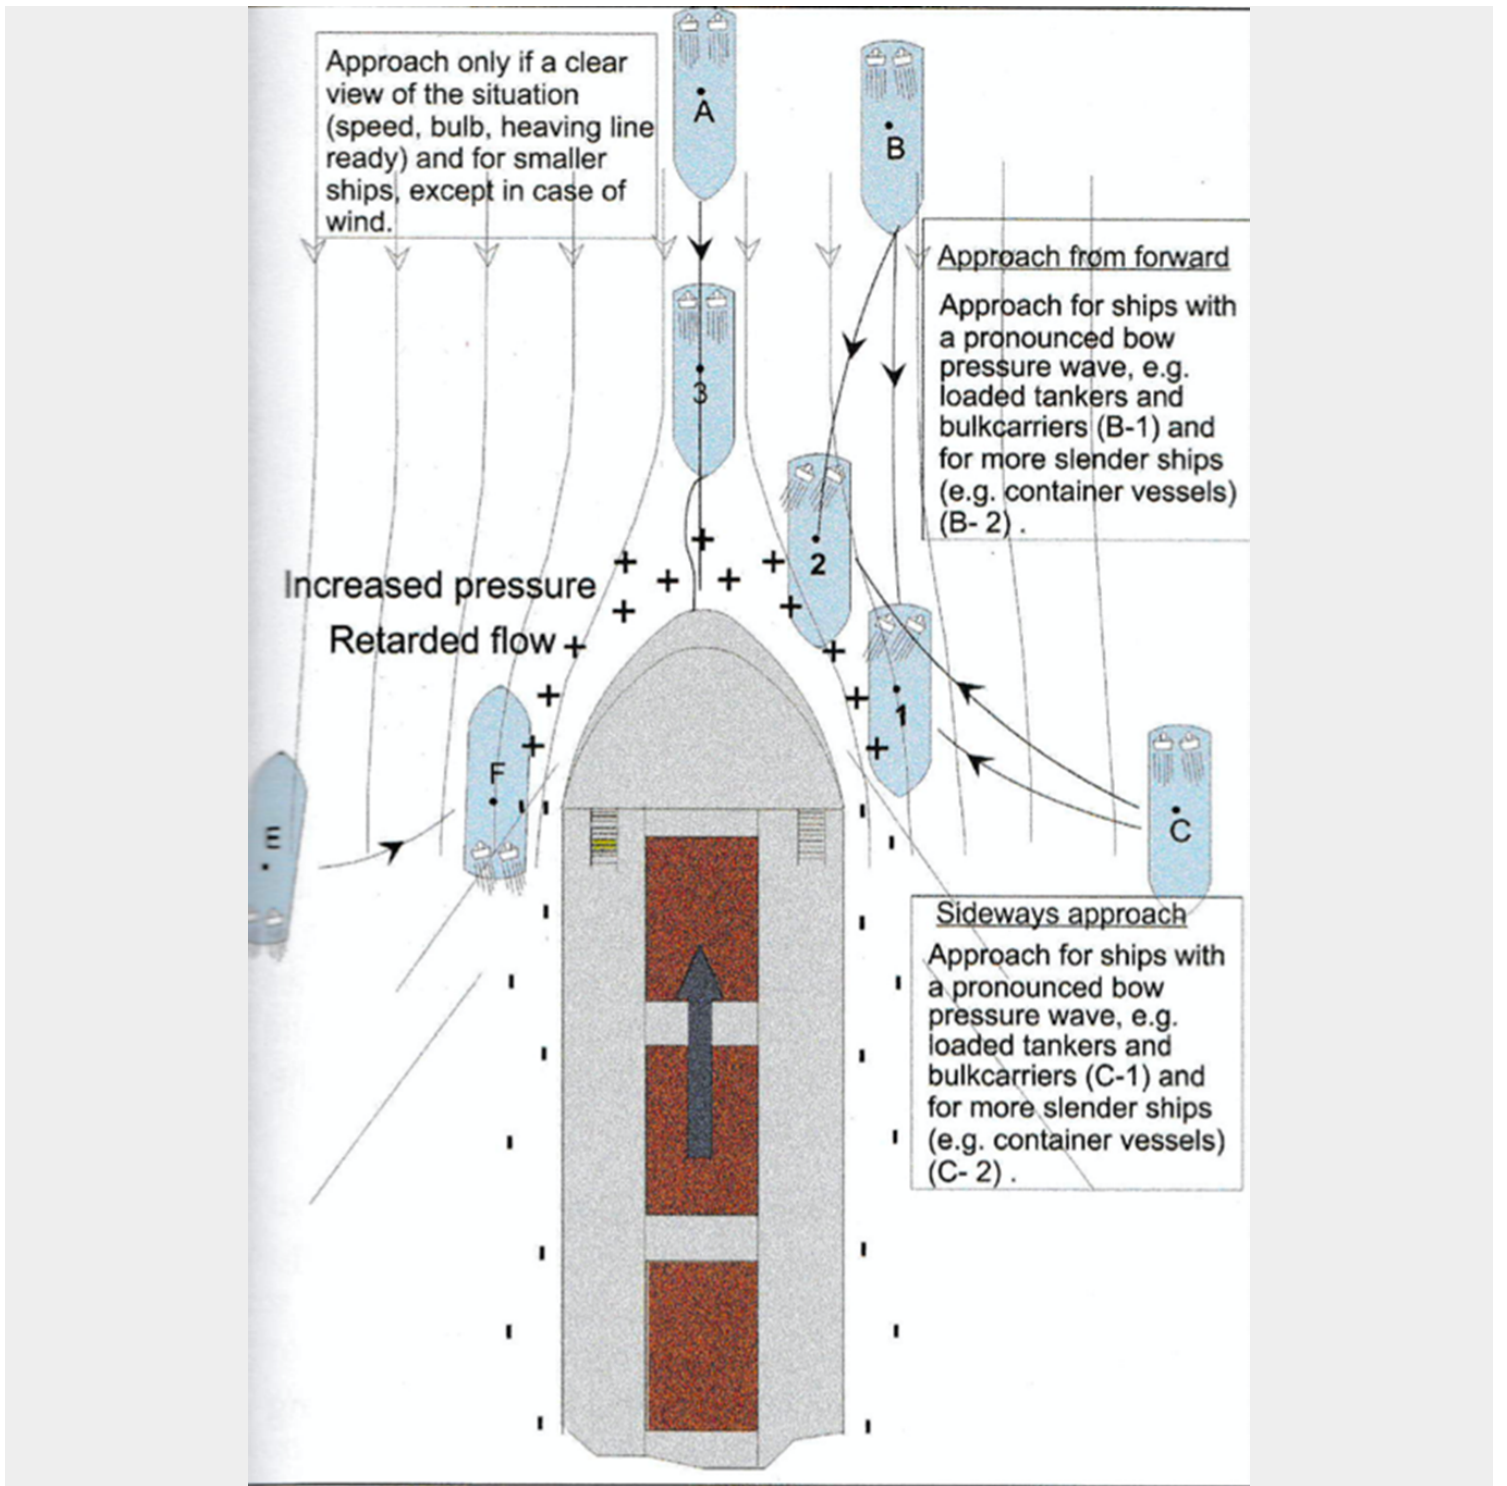 Approach only if a clear
view of the situation
(speed, bulb, heaving line
ready) and for smaller
ships, except in case of
wind.
A
B
Approach from forward
Approach for ships with
a pronounced bow
pressure wave, e.g.
loaded tankers and
bulkcarriers (B-1) and
for more slender ships
(e.g. container vessels)
(B- 2) .
3
2
Increased pressure
Retarded flow
1
F
E
C
Sideways approach
Approach for ships with
a pronounced bow
pressure wave, e.g.
loaded tankers and
bulkcarriers (C-1) and
for more slender ships
(e.g. container vessels)
(C- 2) .